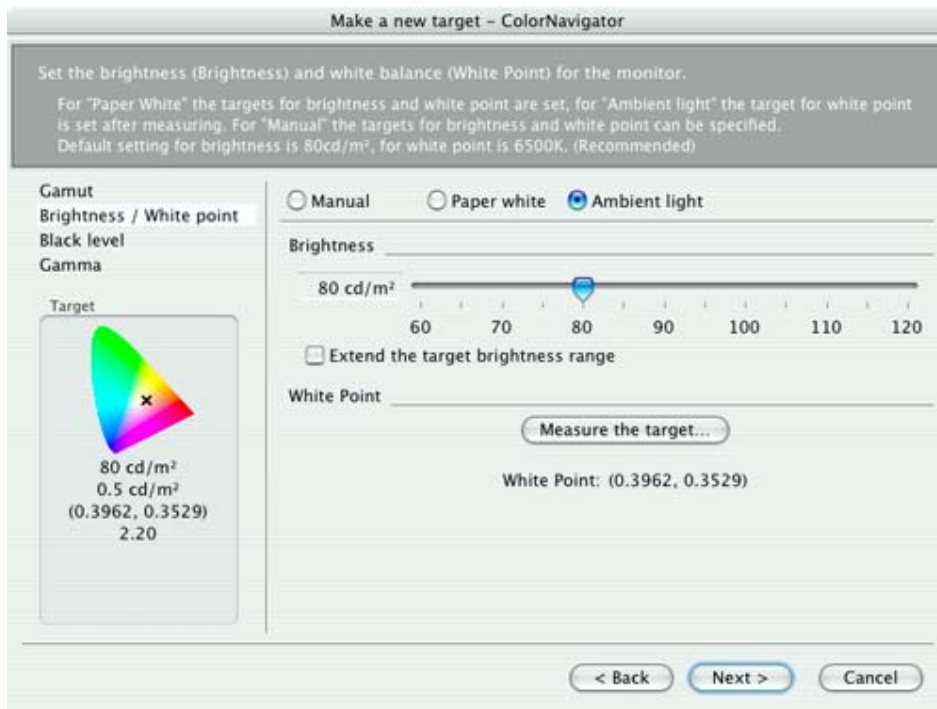 Make a new target – ColorNavigator
Set the brightness (Brightness) and white balance (White Point) for the monitor.
For "Paper White" the targets for brightness and white point are set, for "Ambient light" the target for white point
is set after measuring. For "Manual" the targets for brightness and white point can be specified.
Default setting for brightness is 80cd/m², for white point is 6500K. (Recommended)
Gamut
Brightness / White point
Black level
Gamma
Target
80 cd/m²
0.5 cd/m²
(0.3962, 0.3529)
2.20
Manual Paper white Ambient light
Brightness
80 cd/m²
60 70 80 90 100 110 120
Extend the target brightness range
White Point
Measure the target...
White Point: (0.3962, 0.3529)
< Back Next > Cancel